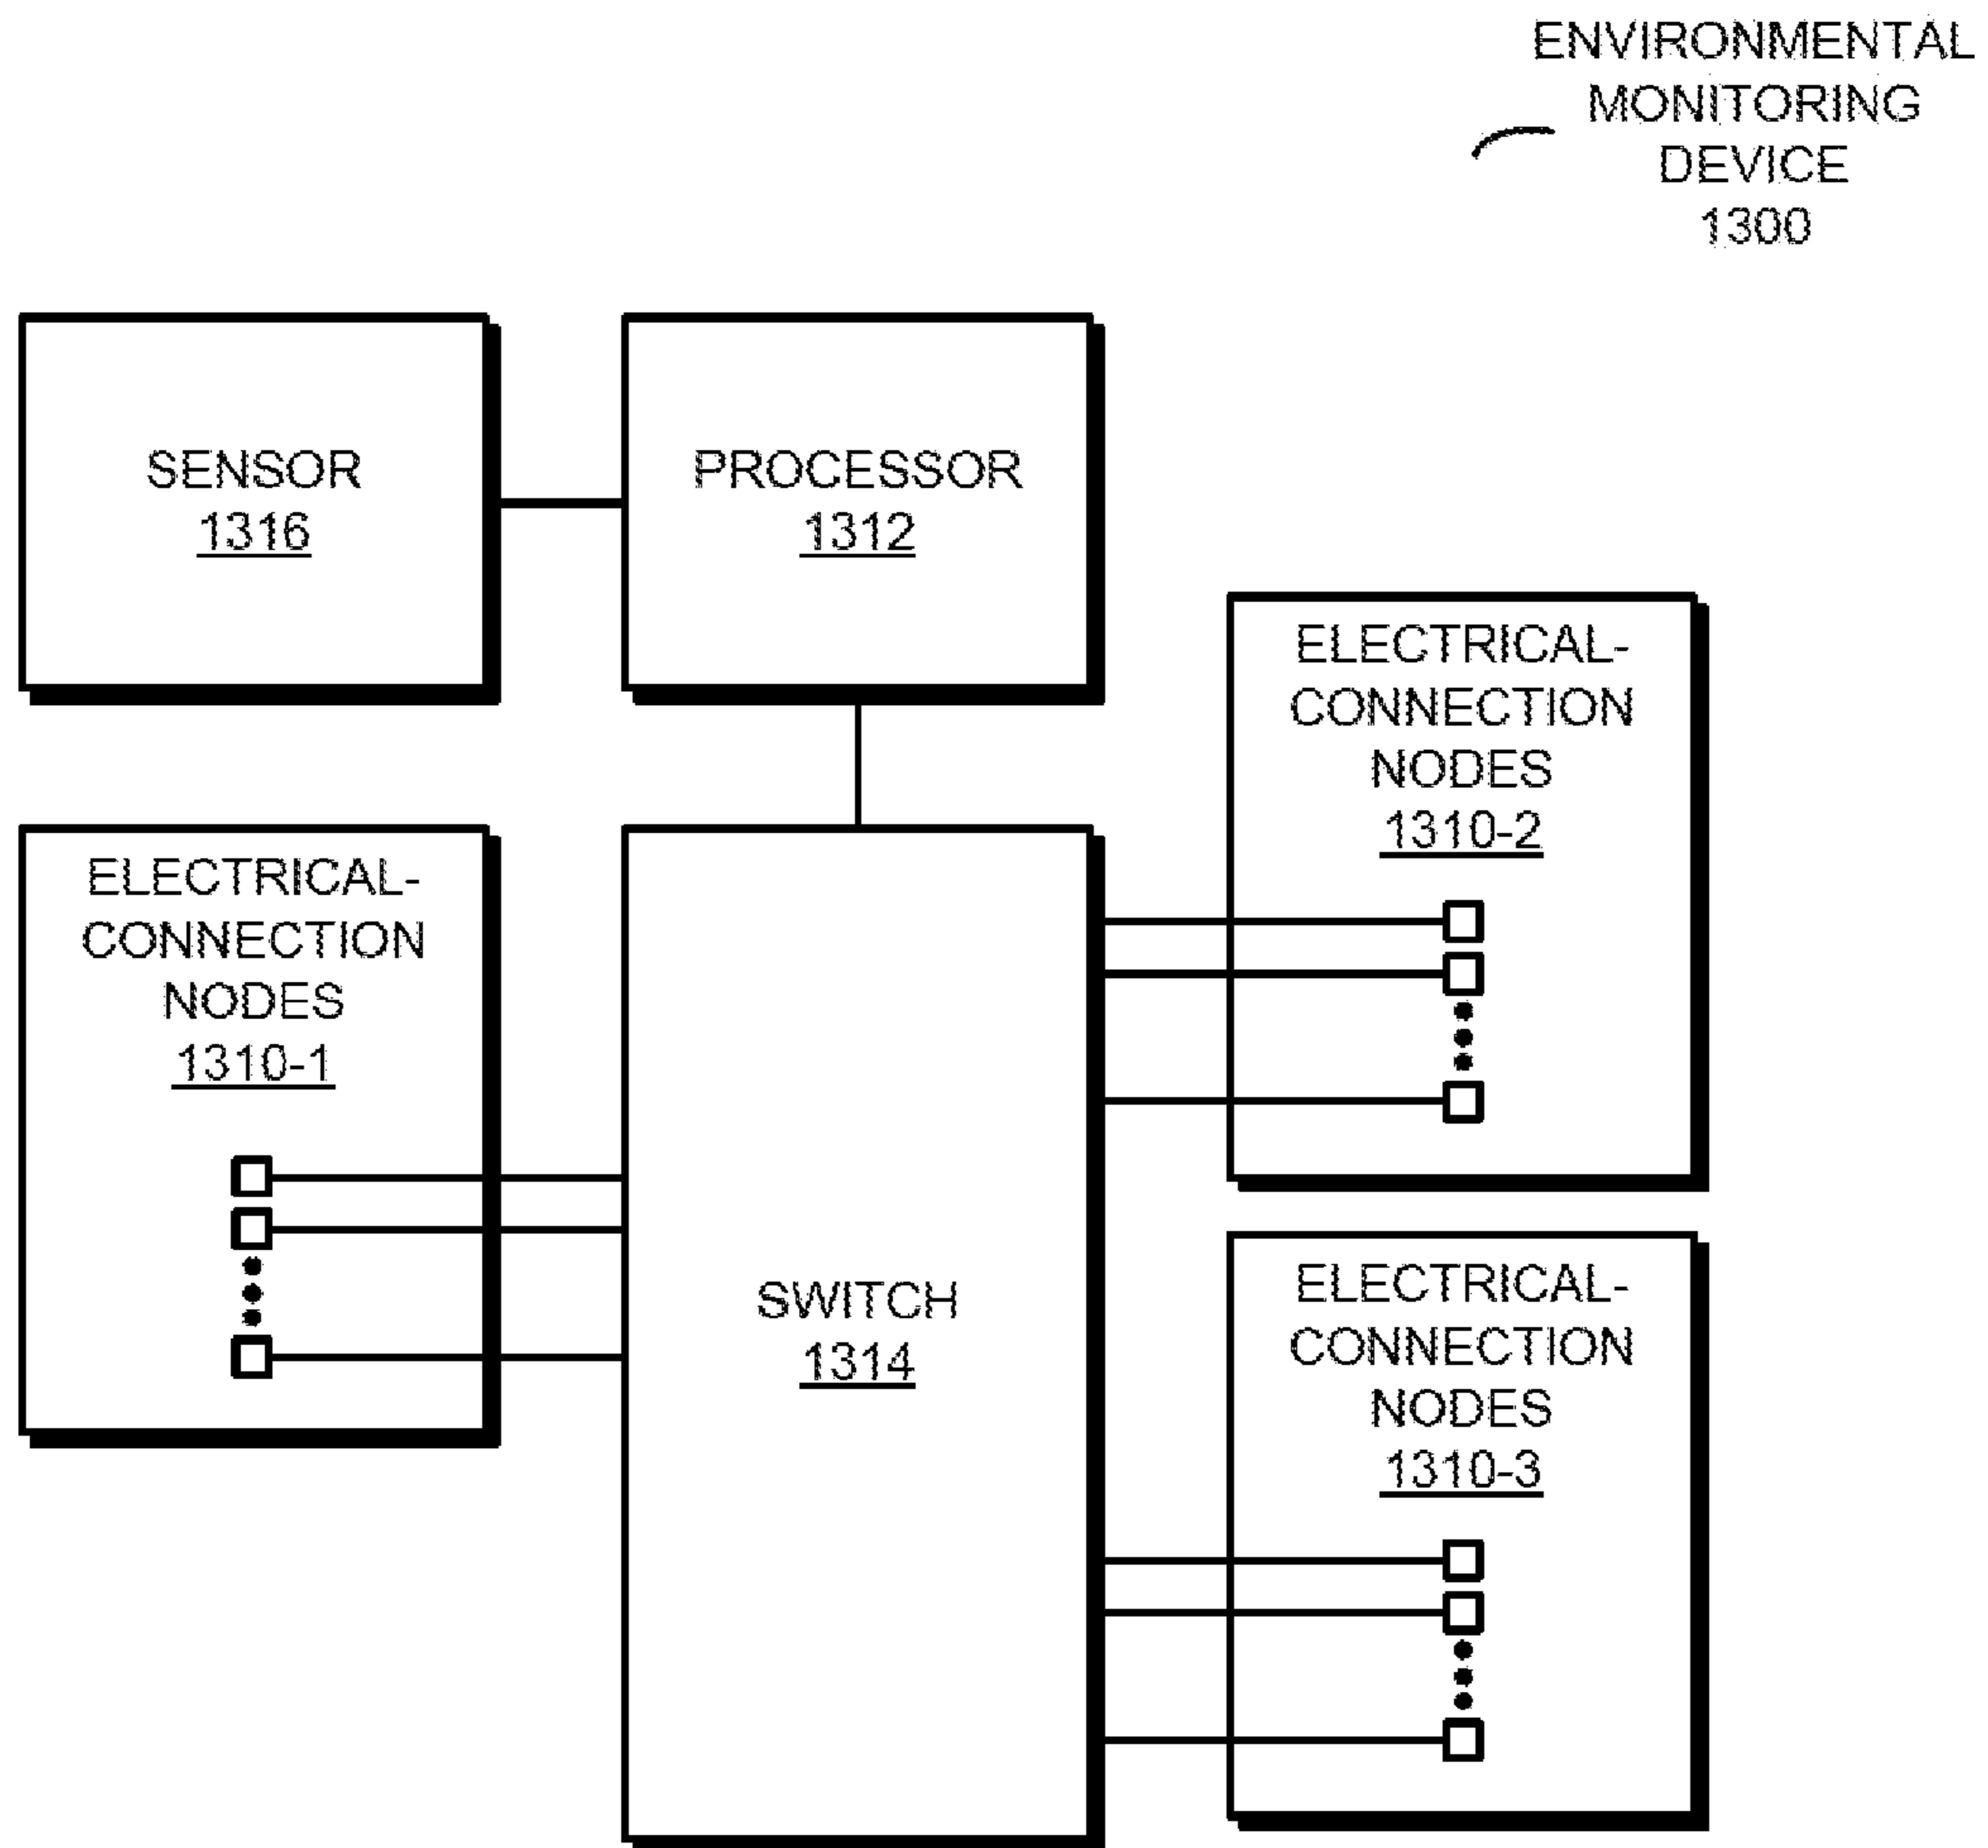 ENVIRONMENTAL
MONITORING
DEVICE
1300
SENSOR
1316
PROCESSOR
1312
ELECTRICAL-
CONNECTION
NODES
1310-2
ELECTRICAL-
CONNECTION
NODES
1310-1
SWITCH
1314
ELECTRICAL-
CONNECTION
NODES
1310-3